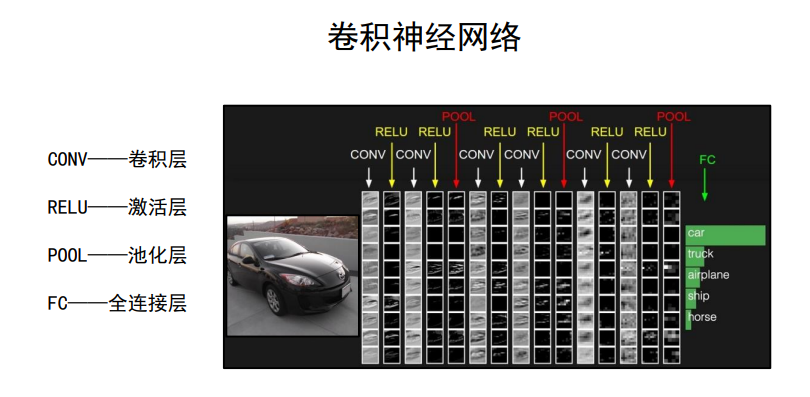 卷积神经网络
CONV——卷积层
RELU——激活层
POOL——池化层
FC——全连接层
POOL POOL POOL
RELU RELU RELU RELU RELU RELU
CONV CONV CONV CONV CONV CONV FC
car
truck
airplane
ship
horse